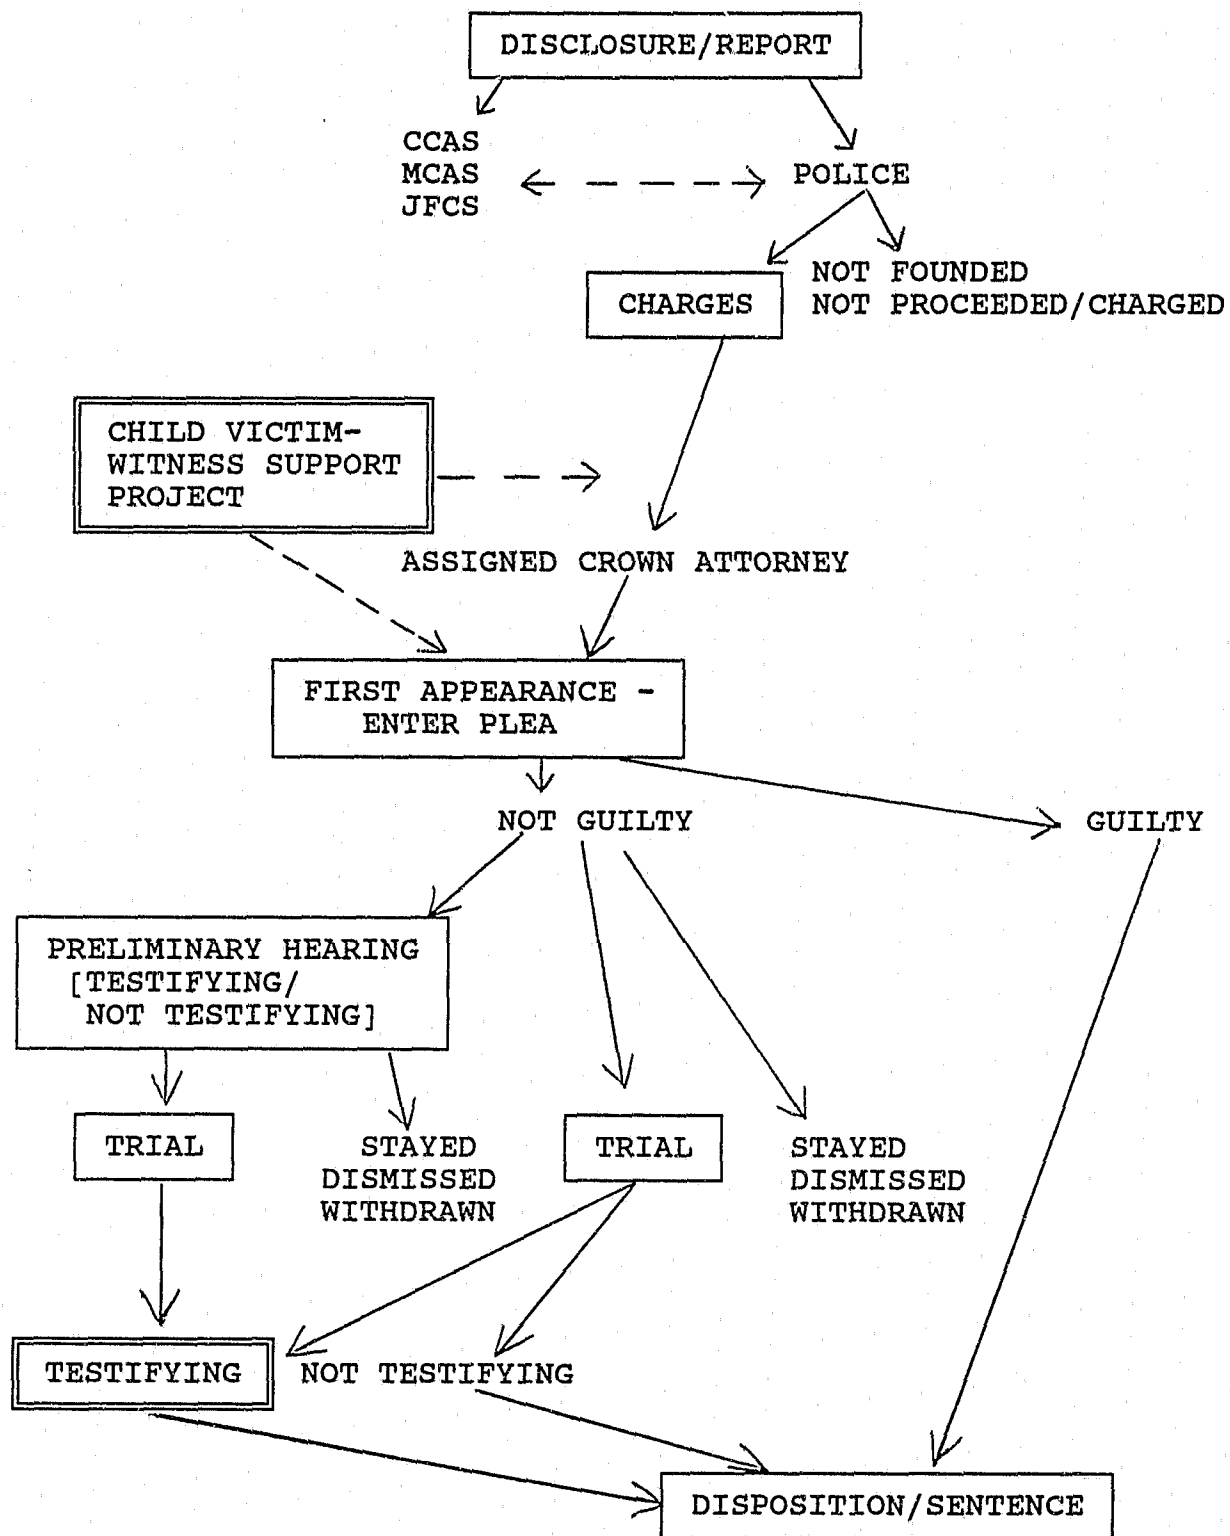 DISCLOSURE/REPORT
CCAS
MCAS
JFCS
POLICE
NOT FOUNDED
NOT PROCEEDED/CHARGED
CHARGES
CHILD VICTIM-
WITNESS SUPPORT
PROJECT
ASSIGNED CROWN ATTORNEY
FIRST APPEARANCE -
ENTER PLEA
NOT GUILTY
GUILTY
PRELIMINARY HEARING
[TESTIFYING/
NOT TESTIFYING]
TRIAL
STAYED
DISMISSED
WITHDRAWN
TRIAL
STAYED
DISMISSED
WITHDRAWN
TESTIFYING
NOT TESTIFYING
DISPOSITION/SENTENCE